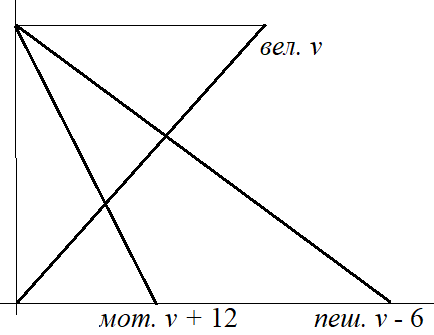 вел. v
мот. v + 12
пеш. v - 6